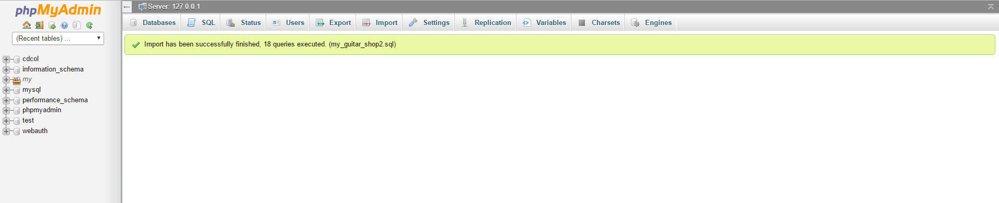 phpMyAdmin
(Recent tables) ...
cdcol
information_schema
my
mysql
performance_schema
phpmyadmin
test
webauth
Server: 127.0.0.1
Databases SQL Status Users Export Import Settings Replication Variables Charsets Engines
Import has been successfully finished, 18 queries executed. (my_guitar_shop2.sql)